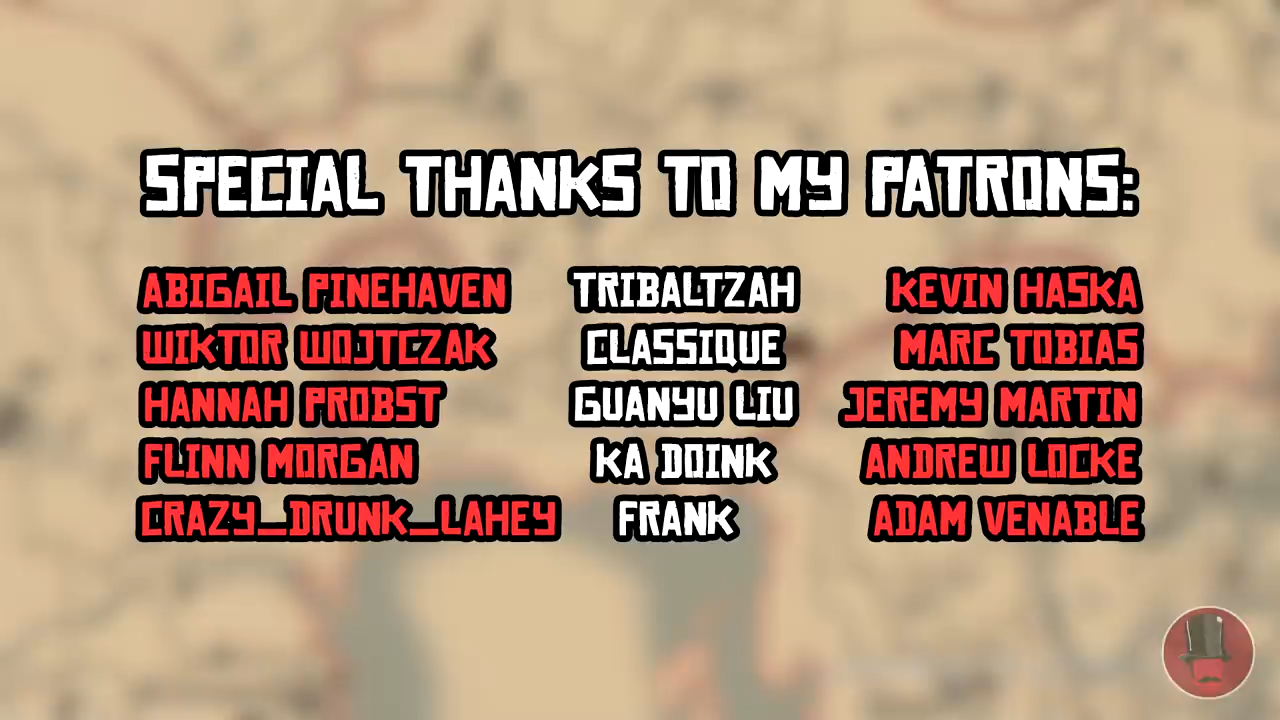 SPECIAL THANKS TO MY PATRONS:
ABIGAIL PINEHAVEN TRIBALTZAH KEVIN HASKA
WIKTOR WOJTCZAK CLASSIQUE MARC TOBIAS
HANNAH PROBST GUANYU LIU JEREMY MARTIN
FLINN MORGAN KA DOINK ANDREW LOCKE
CRAZY_DRUNK_LAHEY FRANK ADAM VENABLE